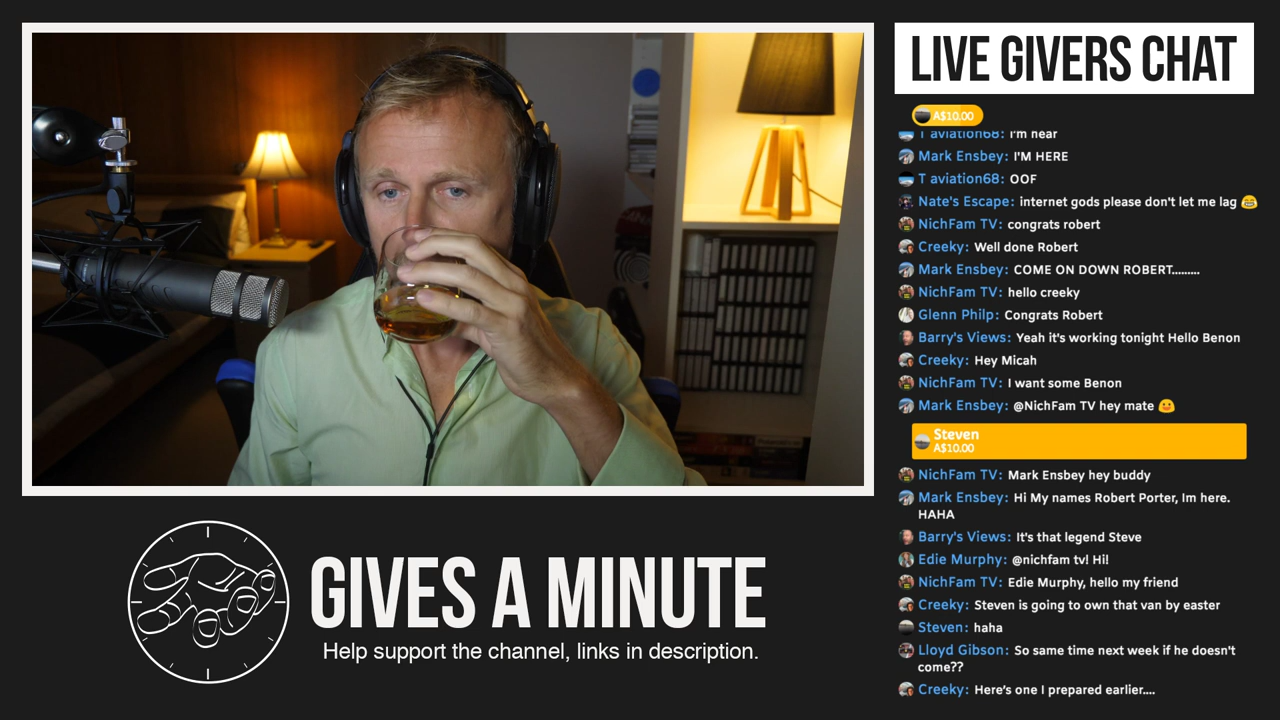 LIVE GIVERS CHAT
A$10.00
T aviation68: I'm near
Mark Ensbey: I'M HERE
T aviation68: OOF
Nate's Escape: internet gods please don't let me lag 😂
NichFam TV: congrats robert
Creeky: Well done Robert
Mark Ensbey: COME ON DOWN ROBERT.........
NichFam TV: hello creeky
Glenn Philp: Congrats Robert
Barry's Views: Yeah it's working tonight Hello Benon
Creeky: Hey Micah
NichFam TV: I want some Benon
Mark Ensbey: @NichFam TV hey mate 😛
Steven
A$10.00
NichFam TV: Mark Ensbey hey buddy
Mark Ensbey: Hi My names Robert Porter, Im here.
HAHA
Barry's Views: It's that legend Steve
Edie Murphy: @nichfam tv! Hi!
NichFam TV: Edie Murphy, hello my friend
Creeky: Steven is going to own that van by easter
Steven: haha
Lloyd Gibson: So same time next week if he doesn't
come??
Creeky: Here's one I prepared earlier....
GIVES A MINUTE
Help support the channel, links in description.